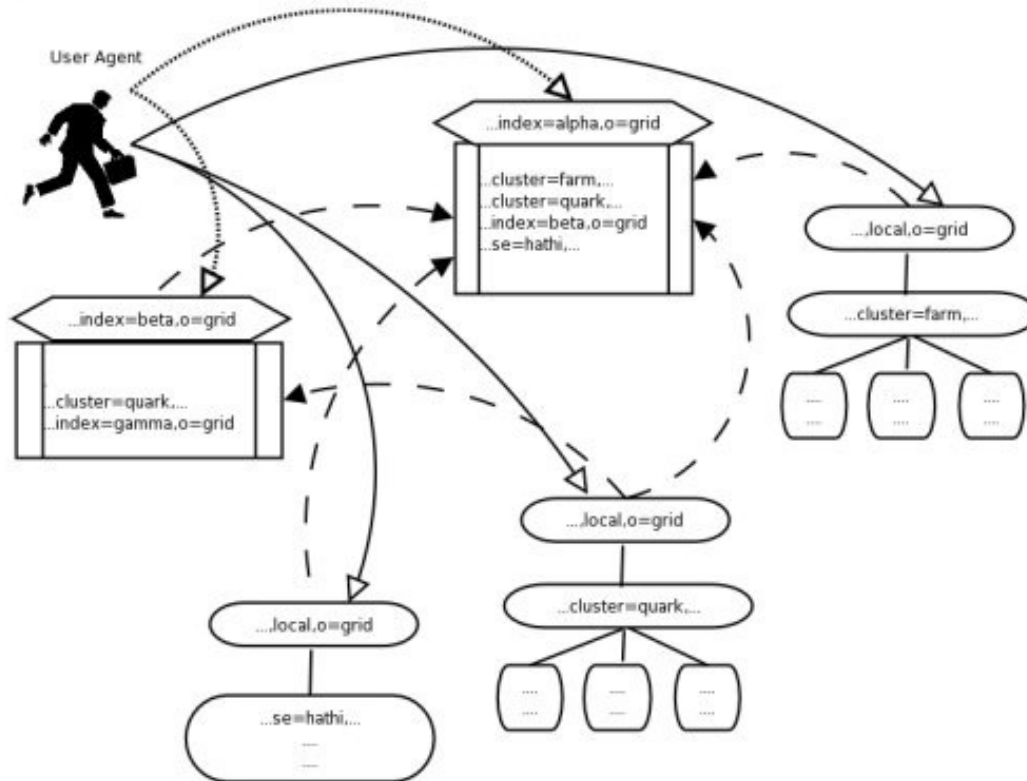 User Agent
...index=alpha,o=grid
...cluster=farm,...
...cluster=quark,...
...index=beta,o=grid
...se=hathi,...
...,local,o=grid
...cluster=farm,...
....
....
....
....
....
....
...index=beta,o=grid
...cluster=quark,...
...index=gamma,o=grid
...,local,o=grid
...cluster=quark,...
....
....
....
....
....
....
...,local,o=grid
...se=hathi,...
....
....